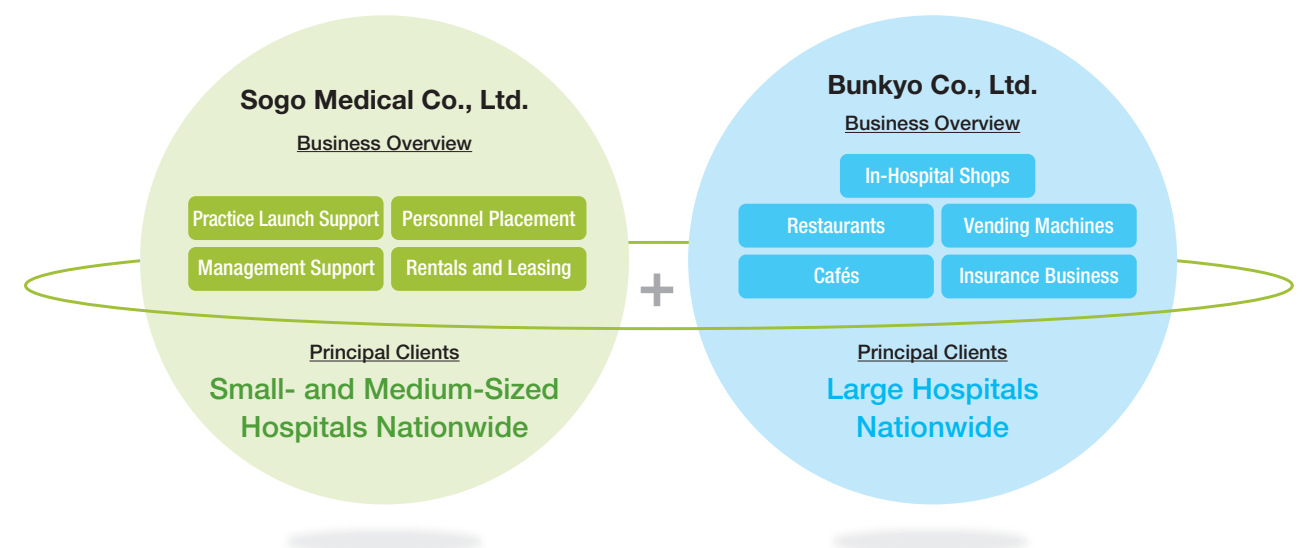 Sogo Medical Co., Ltd.
Business Overview
Practice Launch Support
Personnel Placement
Management Support
Rentals and Leasing
Principal Clients
Small- and Medium-Sized
Hospitals Nationwide
+
Bunkyo Co., Ltd.
Business Overview
In-Hospital Shops
Restaurants
Vending Machines
Cafés
Insurance Business
Principal Clients
Large Hospitals
Nationwide